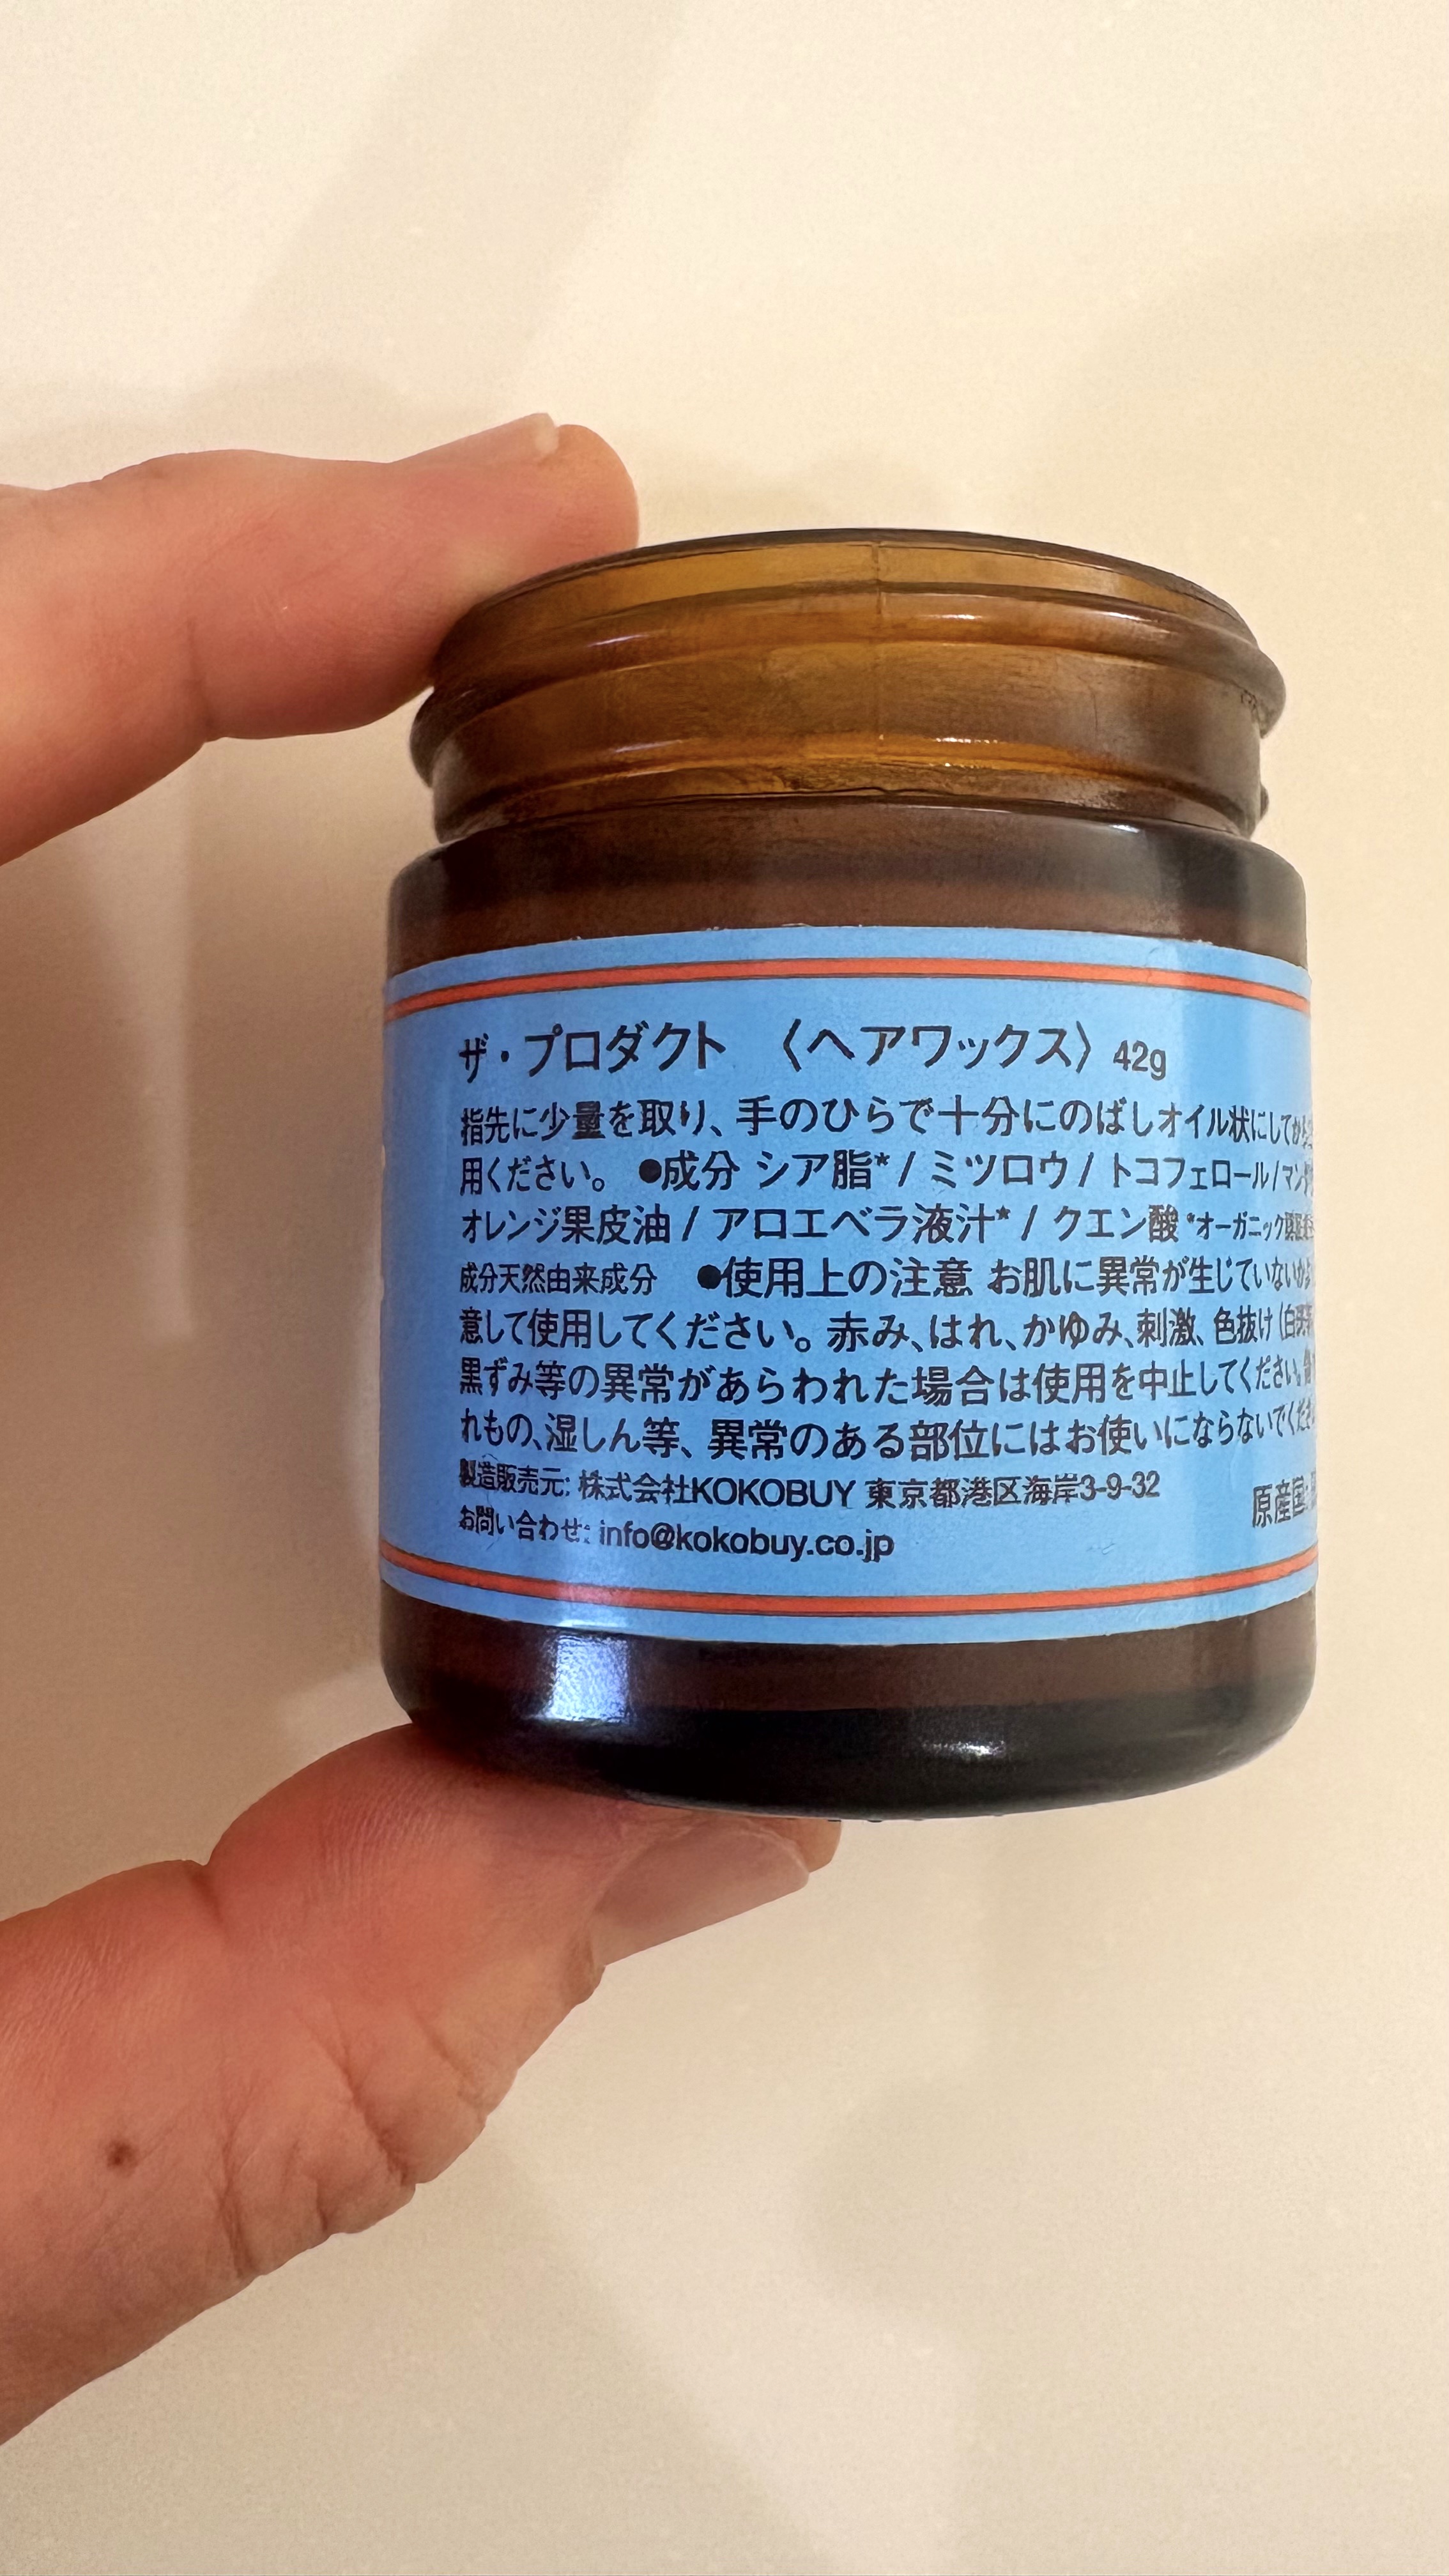 ザ・プロダクト 〈ヘアワックス〉 42g
指先に少量を取り、手のひらで十分にのばしオイル状にしてから
用ください。 ●成分 シア脂* / ミツロウ / トコフェロール / マン
オレンジ果皮油 / アロエベラ液汁* / クエン酸 *オーガニック
成分天然由来成分 ●使用上の注意 お肌に異常が生じていないか
意して使用してください。赤み、はれ、かゆみ、刺激、色抜け(白斑等
黒ずみ等の異常があらわれた場合は使用を中止してください。
れもの、湿しん等、異常のある部位にはお使いにならないでくだ
製造販売元: 株式会社KOKOBUY 東京都港区海岸3-9-32
お問い合わせ: info@kokobuy.co.jp
原産国: